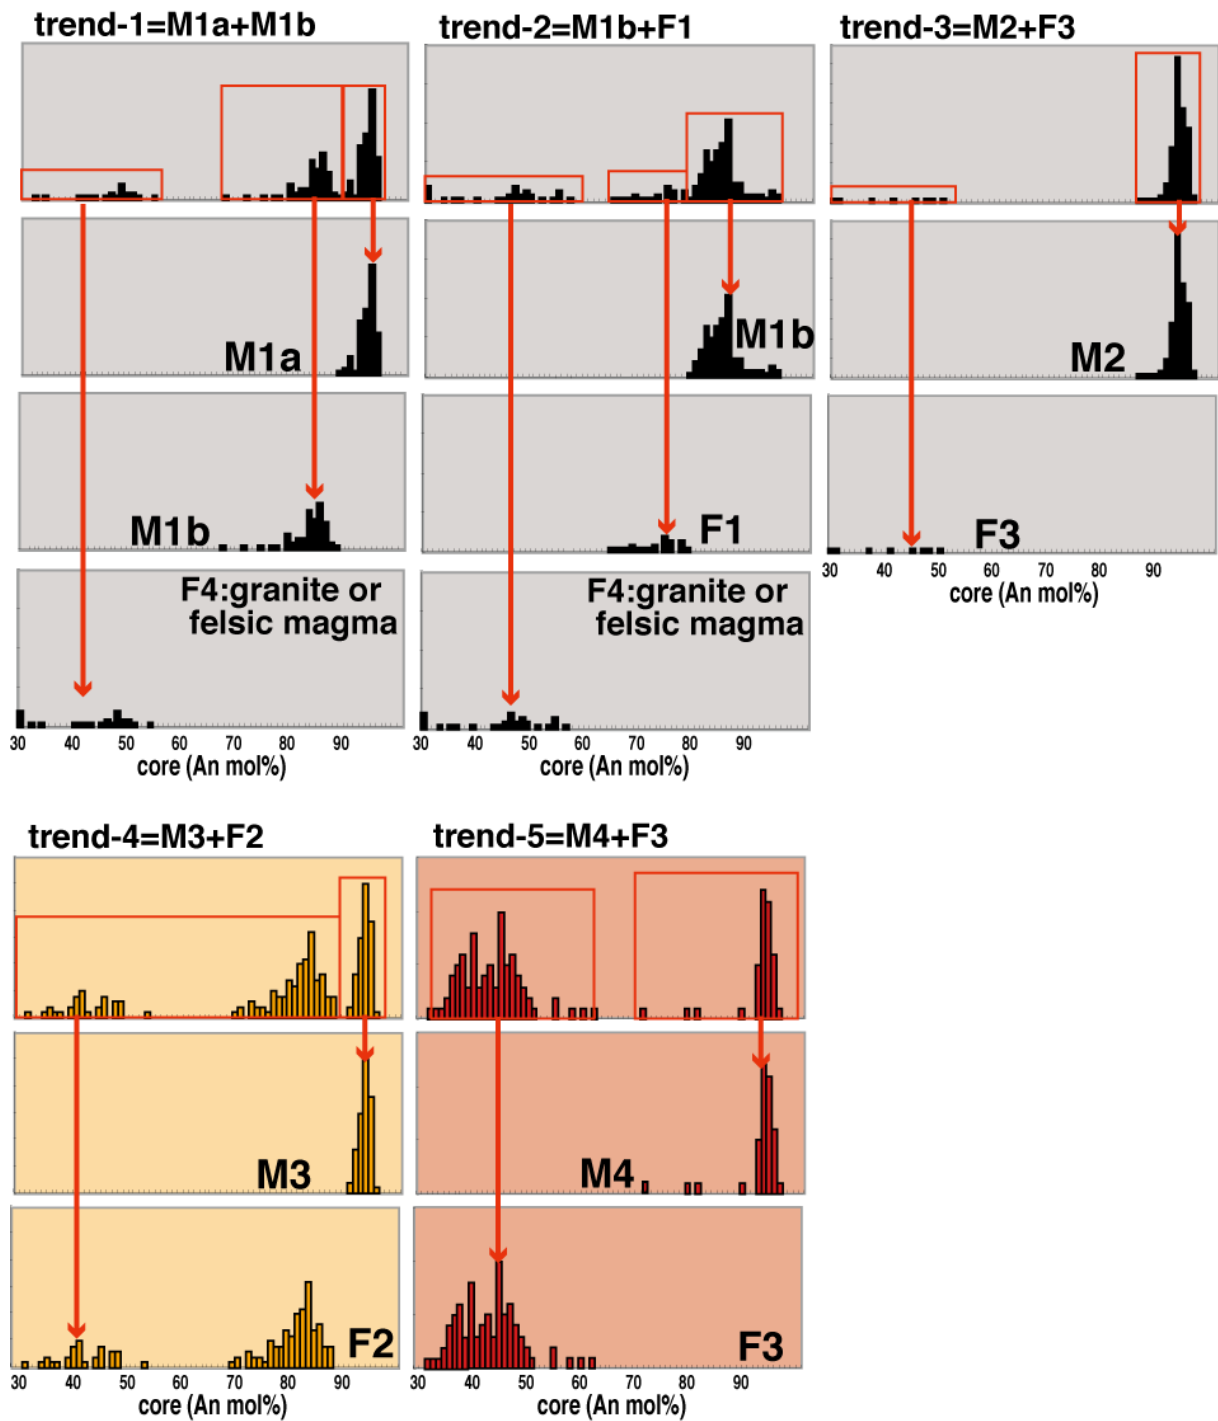 trend-1=M1a+M1b
trend-2=M1b+F1
trend-3=M2+F3
M1a
M1b
M2
M1b
F1
F3
30 40 50 60 70 80 90
core (An mol%)
F4:granite or
felsic magma
F4:granite or
felsic magma
30 40 50 60 70 80 90
core (An mol%)
30 40 50 60 70 80 90
core (An mol%)
trend-4=M3+F2
trend-5=M4+F3
M3
M4
F2
F3
30 40 50 60 70 80 90
core (An mol%)
30 40 50 60 70 80 90
core (An mol%)